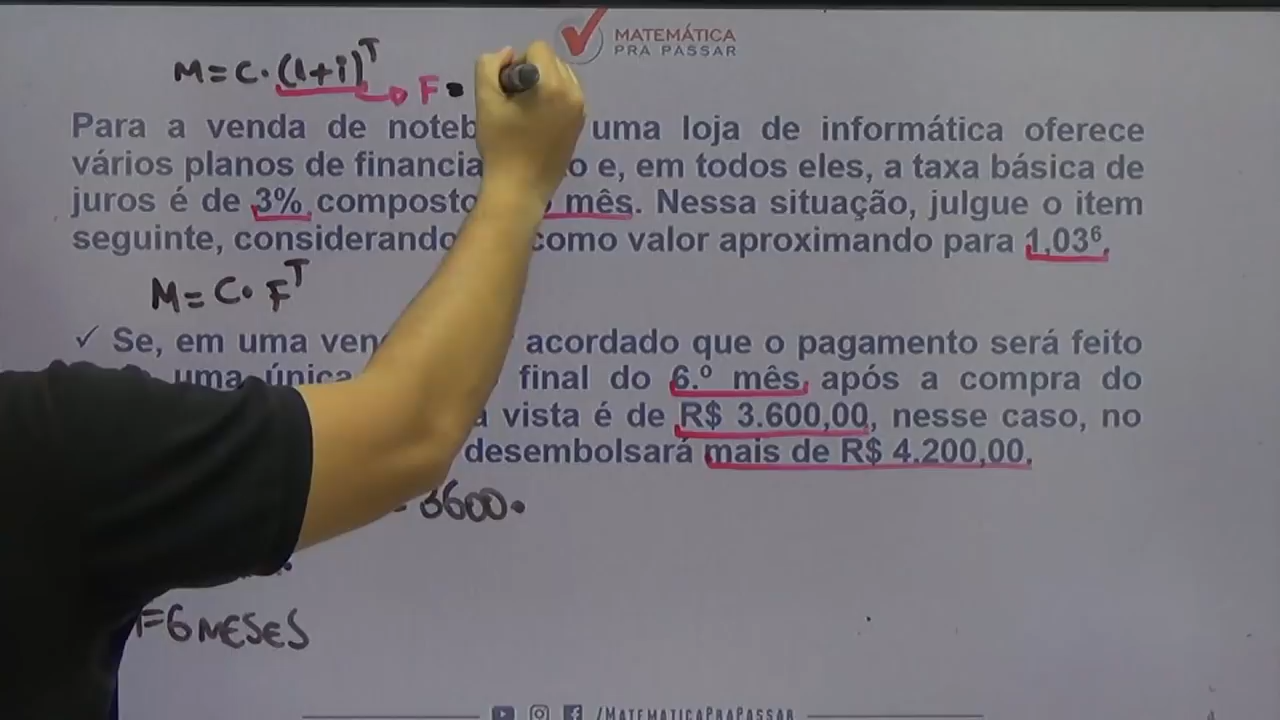 MATEMÁTICA
PRA PASSAR
M=C.(1+i)^T
F =
Para a venda de noteb uma loja de informática oferece
vários planos de financia o e, em todos eles, a taxa básica de
juros é de 3% composto mês. Nessa situação, julgue o item
seguinte, considerando como valor aproximando para 1,03⁶.
M=C.F^T
✓ Se, em uma ven acordado que o pagamento será feito
uma única final do 6.º mês, após a compra do
vista é de R$ 3.600,00, nesse caso, no
desembolsará mais de R$ 4.200,00.
3600.
=6 MESES
/MATEMATICAPRAPASSAR